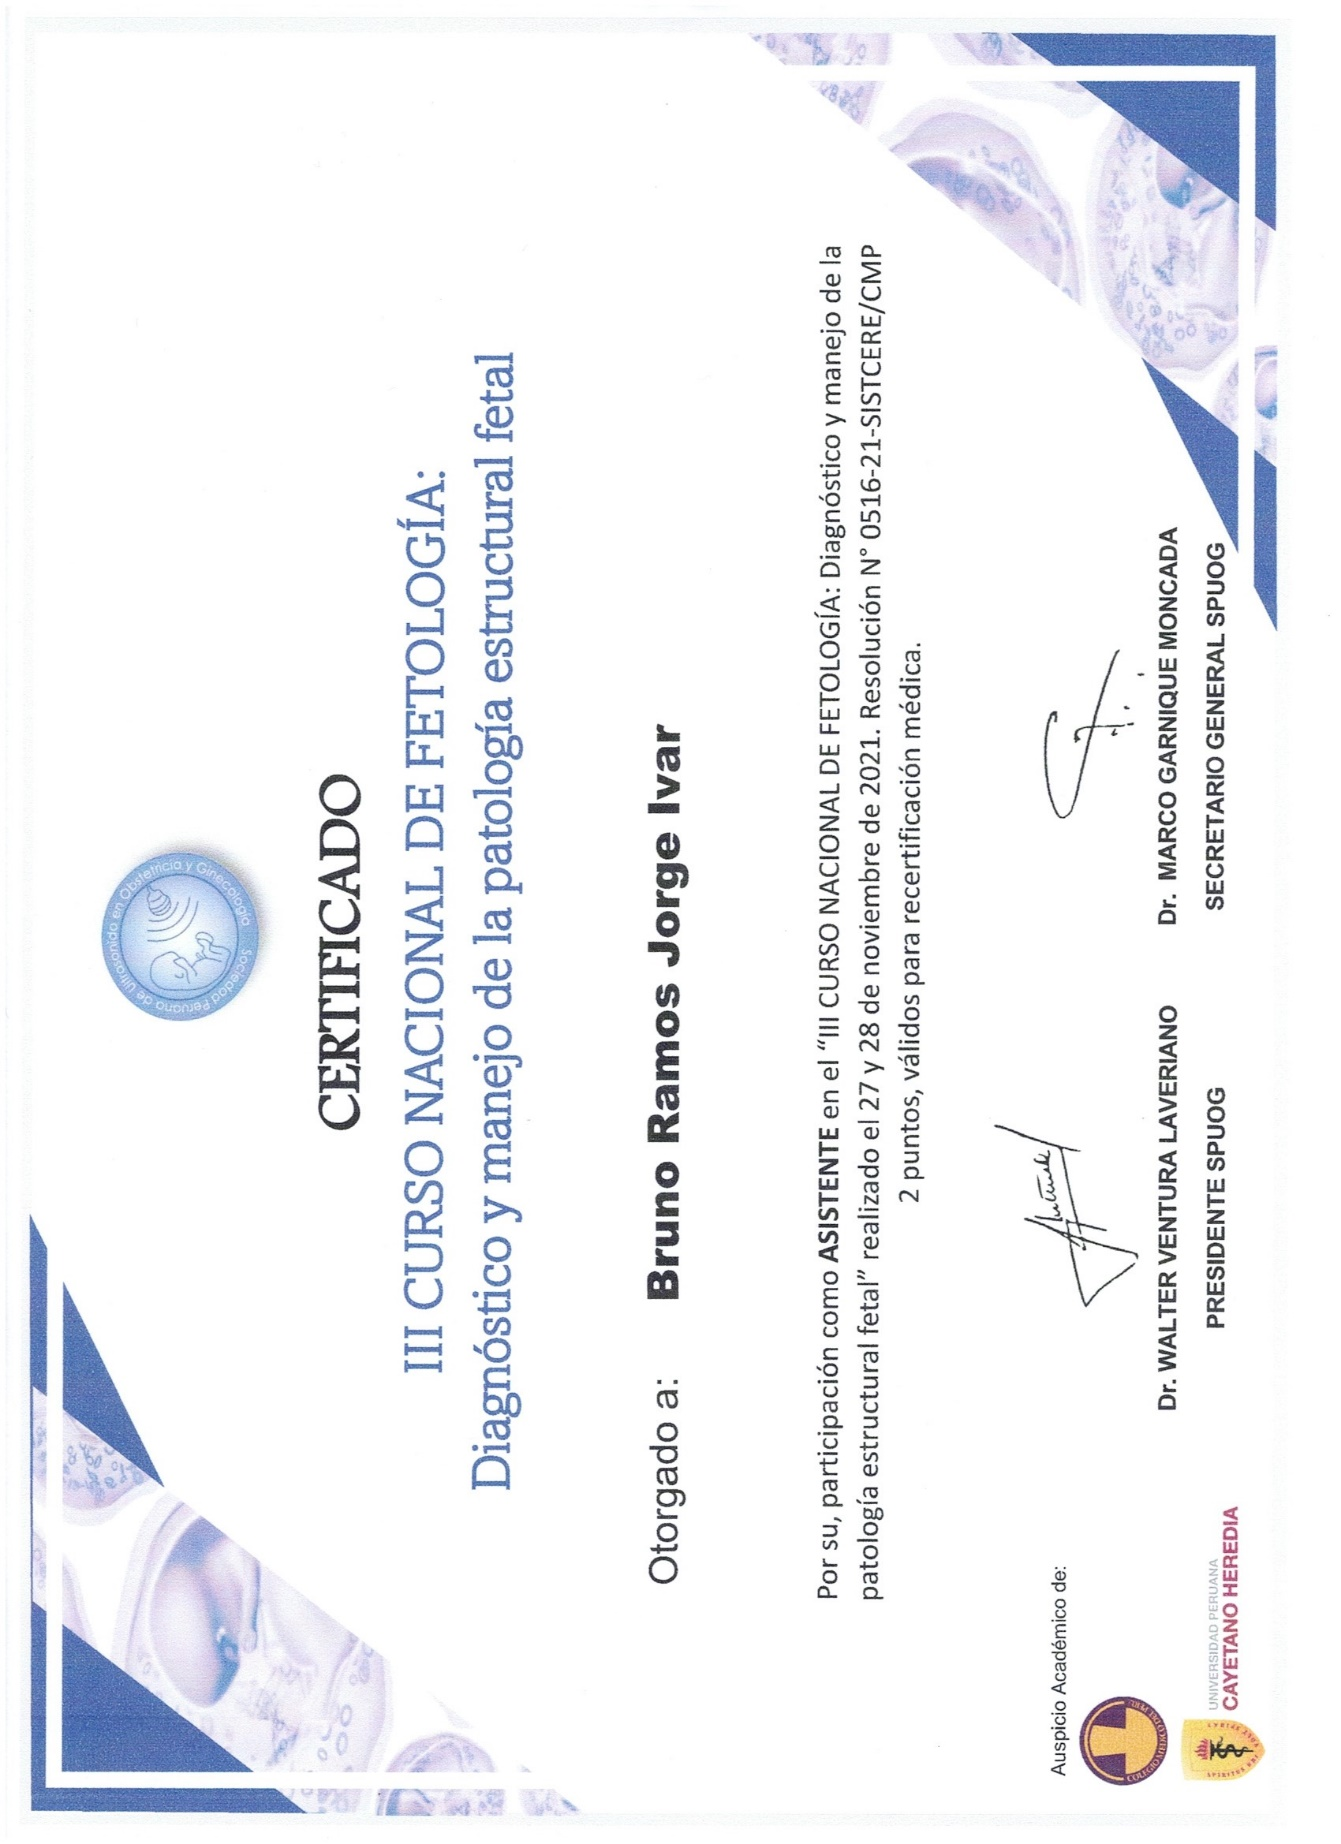 Sociedad Peruana de Ultrasonido en Obstetricia y Ginecología
CERTIFICADO
III CURSO NACIONAL DE FETOLOGÍA:
Diagnóstico y manejo de la patología estructural fetal
Otorgado a: Bruno Ramos Jorge Ivar
Por su, participación como ASISTENTE en el “III CURSO NACIONAL DE FETOLOGÍA: Diagnóstico y manejo de la
patología estructural fetal” realizado el 27 y 28 de noviembre de 2021. Resolución N° 0516-21-SISTCERE/CMP
2 puntos, válidos para recertificación médica.
Auspicio Académico de:
COLEGIO MEDICO DEL PERU
UNIVERSIDAD PERUANA
CAYETANO HEREDIA
Dr. WALTER VENTURA LAVERIANO
PRESIDENTE SPUOG
Dr. MARCO GARNIQUE MONCADA
SECRETARIO GENERAL SPUOG